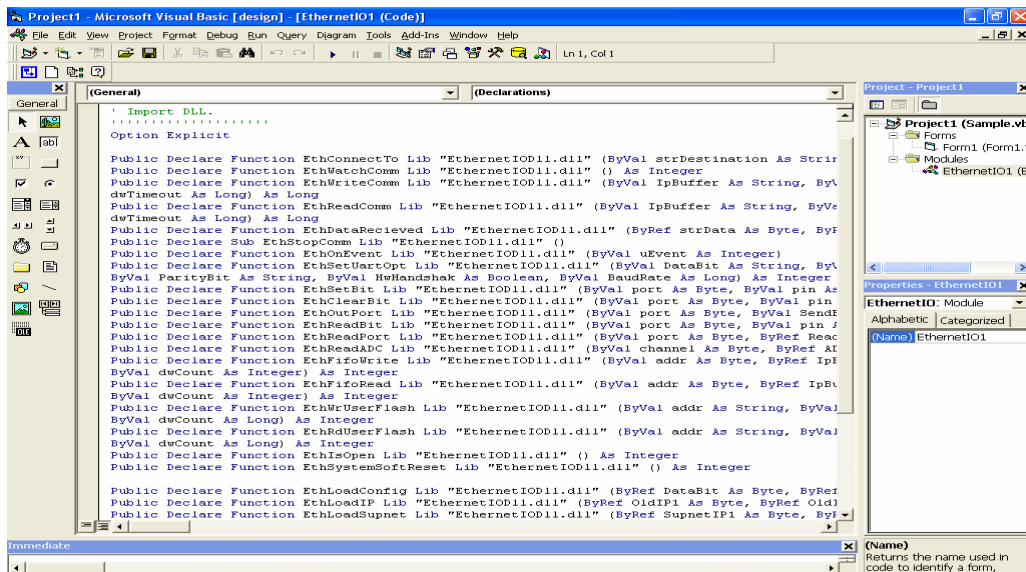 Project1 - Microsoft Visual Basic [design] - [EthernetIO1 (Code)]
File Edit View Project Format Debug Run Query Diagram Tools Add-Ins Window Help
Ln 1, Col 1
General
(General)
(Declarations)
' Import DLL.
''''''''''''''''''''
Option Explicit
Public Declare Function EthConnectTo Lib "EthernetIODll.dll" (ByVal strDestination As Strin
Public Declare Function EthWatchComm Lib "EthernetIODll.dll" () As Integer
Public Declare Function EthWriteComm Lib "EthernetIODll.dll" (ByVal IpBuffer As String, ByV
dwTimeout As Long) As Long
Public Declare Function EthReadComm Lib "EthernetIODll.dll" (ByVal IpBuffer As String, ByVa
dwTimeout As Long) As Long
Public Declare Function EthDataRecieved Lib "EthernetIODll.dll" (ByRef strData As Byte, ByR
Public Declare Sub EthStopComm Lib "EthernetIODll.dll" ()
Public Declare Function EthOnEvent Lib "EthernetIODll.dll" (ByVal uEvent As Integer)
Public Declare Function EthSetUartOpt Lib "EthernetIODll.dll" (ByVal DataBit As String, ByV
ByVal ParityBit As String, ByVal HwHandshak As Boolean, ByVal BaudRate As Long) As Integer
Public Declare Function EthSetBit Lib "EthernetIODll.dll" (ByVal port As Byte, ByVal pin As
Public Declare Function EthClearBit Lib "EthernetIODll.dll" (ByVal port As Byte, ByVal pin
Public Declare Function EthOutPort Lib "EthernetIODll.dll" (ByVal port As Byte, ByVal SendB
Public Declare Function EthReadBit Lib "EthernetIODll.dll" (ByVal port As Byte, ByVal pin A
Public Declare Function EthReadPort Lib "EthernetIODll.dll" (ByVal port As Byte, ByRef Reac
Public Declare Function EthReadADC Lib "EthernetIODll.dll" (ByVal channel As Byte, ByRef AD
Public Declare Function EthFifoWrite Lib "EthernetIODll.dll" (ByVal addr As Byte, ByRef IpB
ByVal dwCount As Integer) As Integer
Public Declare Function EthFifoRead Lib "EthernetIODll.dll" (ByVal addr As Byte, ByRef IpBu
ByVal dwCount As Integer) As Integer
Public Declare Function EthWrUserFlash Lib "EthernetIODll.dll" (ByVal addr As String, ByVal
ByVal dwCount As Long) As Integer
Public Declare Function EthRdUserFlash Lib "EthernetIODll.dll" (ByVal addr As String, ByVal
ByVal dwCount As Long) As Integer
Public Declare Function EthIsOpen Lib "EthernetIODll.dll" () As Integer
Public Declare Function EthSystemSoftReset Lib "EthernetIODll.dll" () As Integer
Public Declare Function EthLoadConfig Lib "EthernetIODll.dll" (ByRef DataBit As Byte, ByRef
Public Declare Function EthLoadIP Lib "EthernetIODll.dll" (ByRef OldIP1 As Byte, ByRef OldI
Public Declare Function EthLoadSupnet Lib "EthernetIODll.dll" (ByRef SupnetIP1 As Byte, ByR
Immediate
Project - Project1
Project1 (Sample.vb
Forms
Form1 (Form1.
Modules
EthernetIO1 (E
Properties - EthernetIO1
EthernetIO: Module
Alphabetic
Categorized
(Name) EthernetIO1
(Name)
Returns the name used in
code to identify a form,